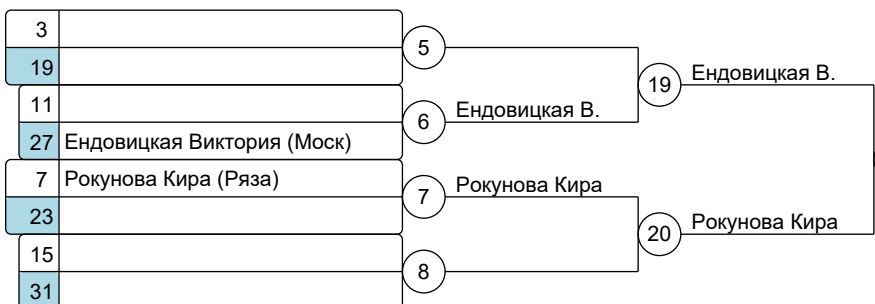 3
5
19
19 Ендовицкая В.
11
6 Ендовицкая В.
27 Ендовицкая Виктория (Моск)
7 Рокунова Кира (Ряза)
7 Рокунова Кира
23
20 Рокунова Кира
15
8
31